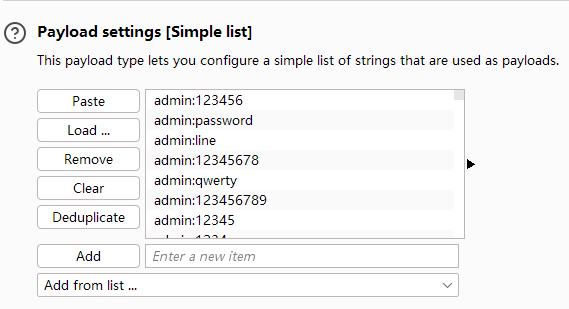 Payload settings [Simple list]
This payload type lets you configure a simple list of strings that are used as payloads.
Paste
Load ...
Remove
Clear
Deduplicate
admin:123456
admin:password
admin:line
admin:12345678
admin:qwerty
admin:123456789
admin:12345
Add
Enter a new item
Add from list ...